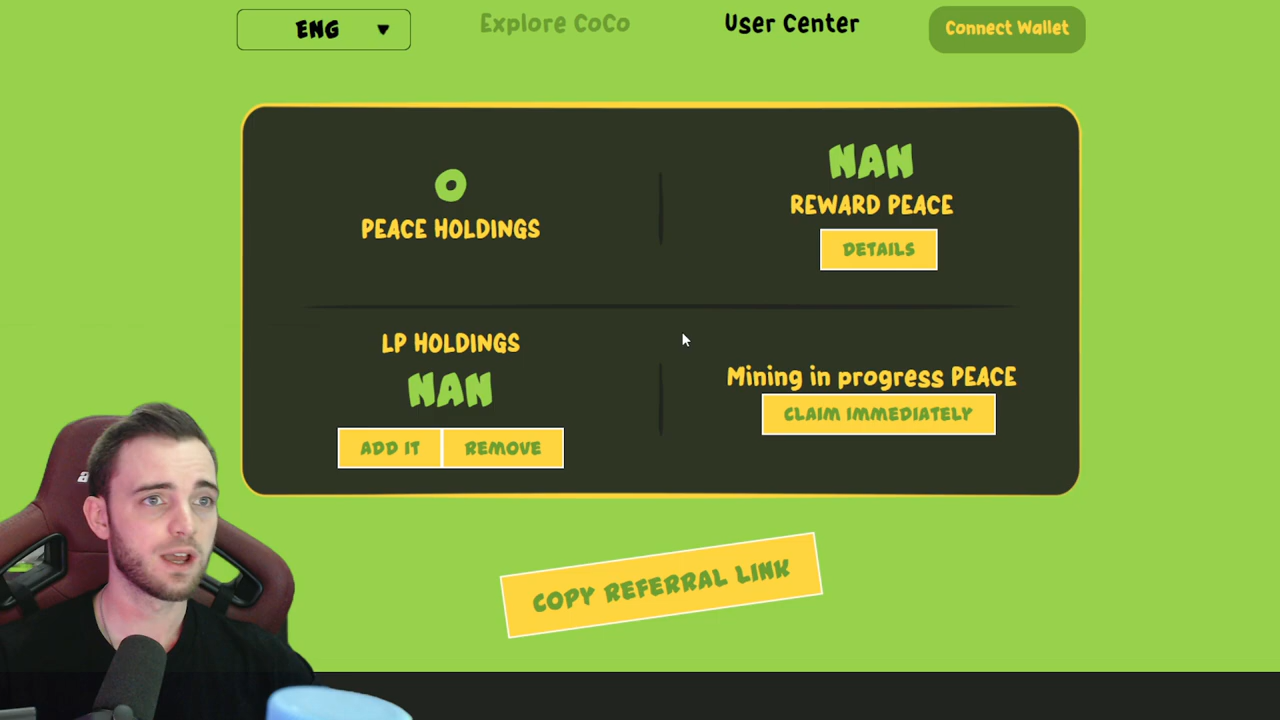 ENG ▼
Explore CoCo
User Center
Connect Wallet
0
PEACE HOLDINGS
NAN
REWARD PEACE
DETAILS
LP HOLDINGS
NAN
ADD IT
REMOVE
Mining in progress PEACE
CLAIM IMMEDIATELY
COPY REFERRAL LINK